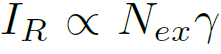 I_R ∝ N_{ex}γ